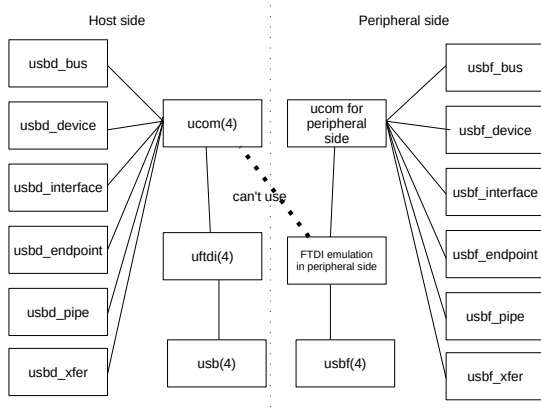 Host side
Peripheral side
usbd_bus
usbd_device
usbd_interface
usbd_endpoint
usbd_pipe
usbd_xfer
ucom(4)
uftdi(4)
usb(4)
can't use
ucom for
peripheral
side
FTDI emulation
in peripheral side
usbf(4)
usbf_bus
usbf_device
usbf_interface
usbf_endpoint
usbf_pipe
usbf_xfer